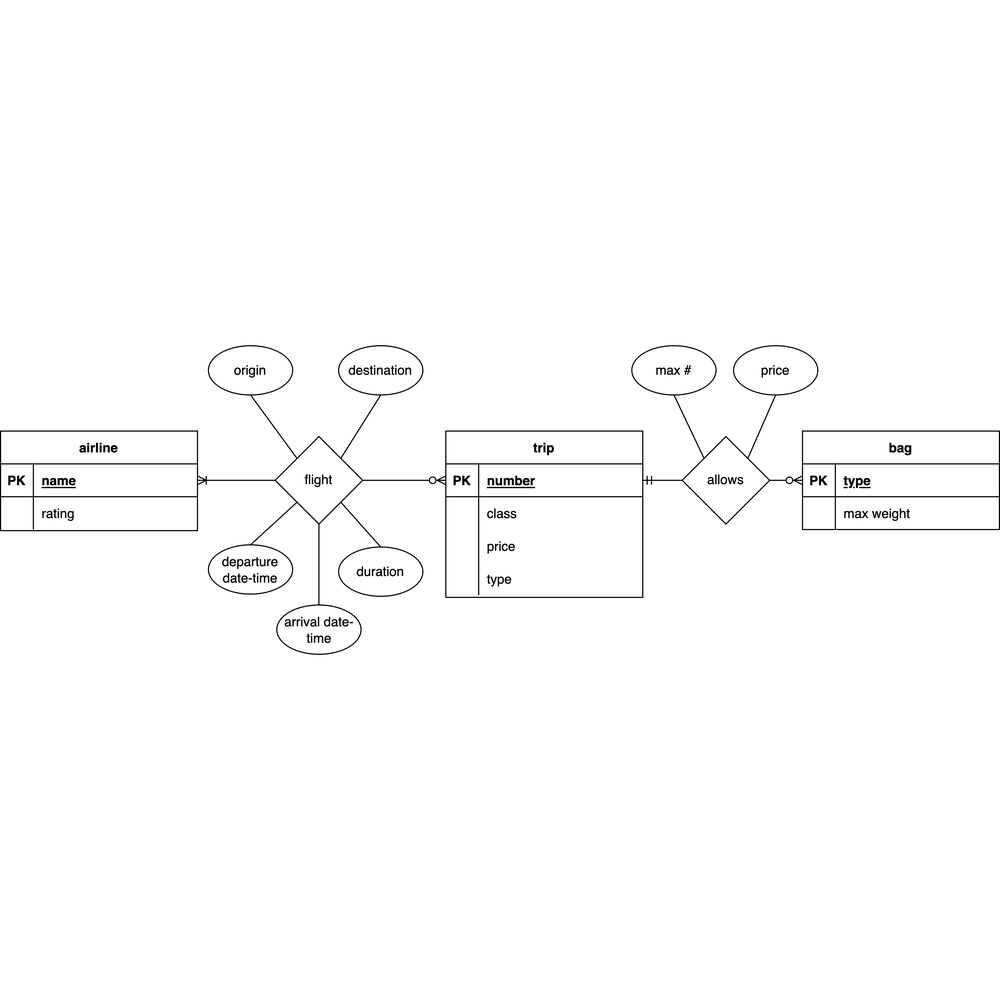 origin
destination
max #
price
airline
PK name
rating
flight
trip
PK number
class
price
type
allows
bag
PK type
max weight
departure
date-time
duration
arrival date-
time